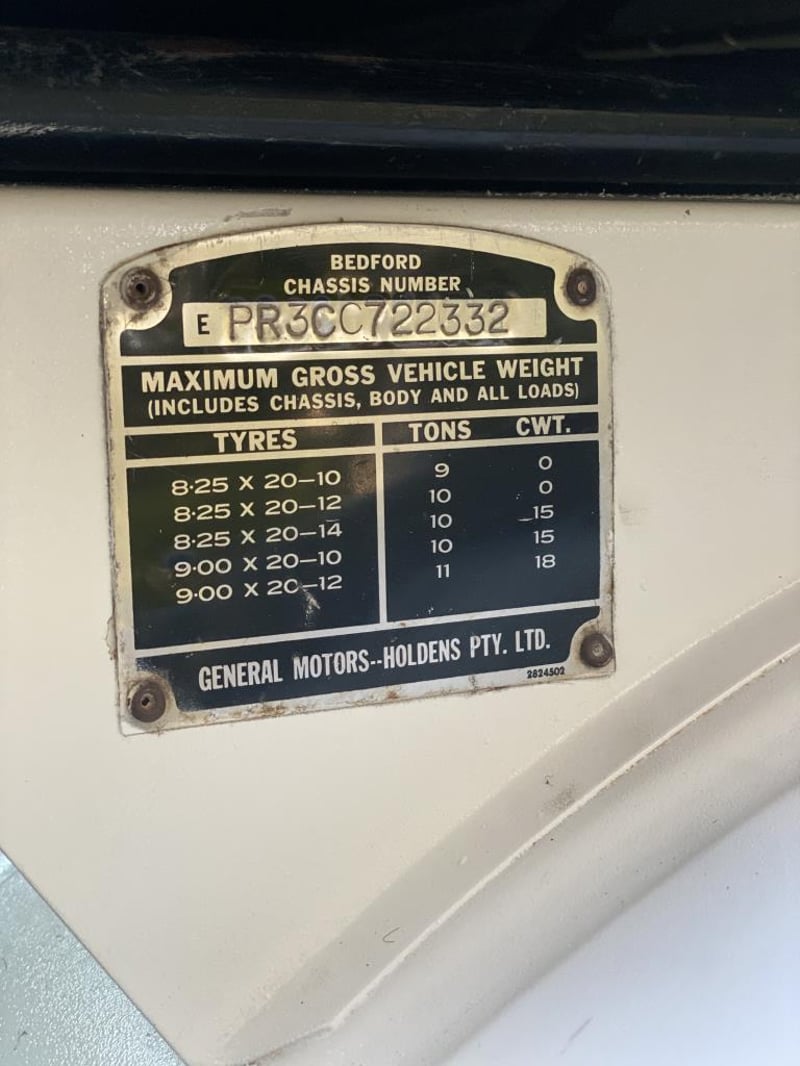 BEDFORD
CHASSIS NUMBER
E PR3CC722332
MAXIMUM GROSS VEHICLE WEIGHT
(INCLUDES CHASSIS, BODY AND ALL LOADS)
TYRES TONS CWT.
8·25 X 20—10 9 0
8·25 X 20—12 10 0
8·25 X 20—14 10 15
9·00 X 20—10 10 15
9·00 X 20—12 11 18
GENERAL MOTORS--HOLDENS PTY. LTD.
2824502